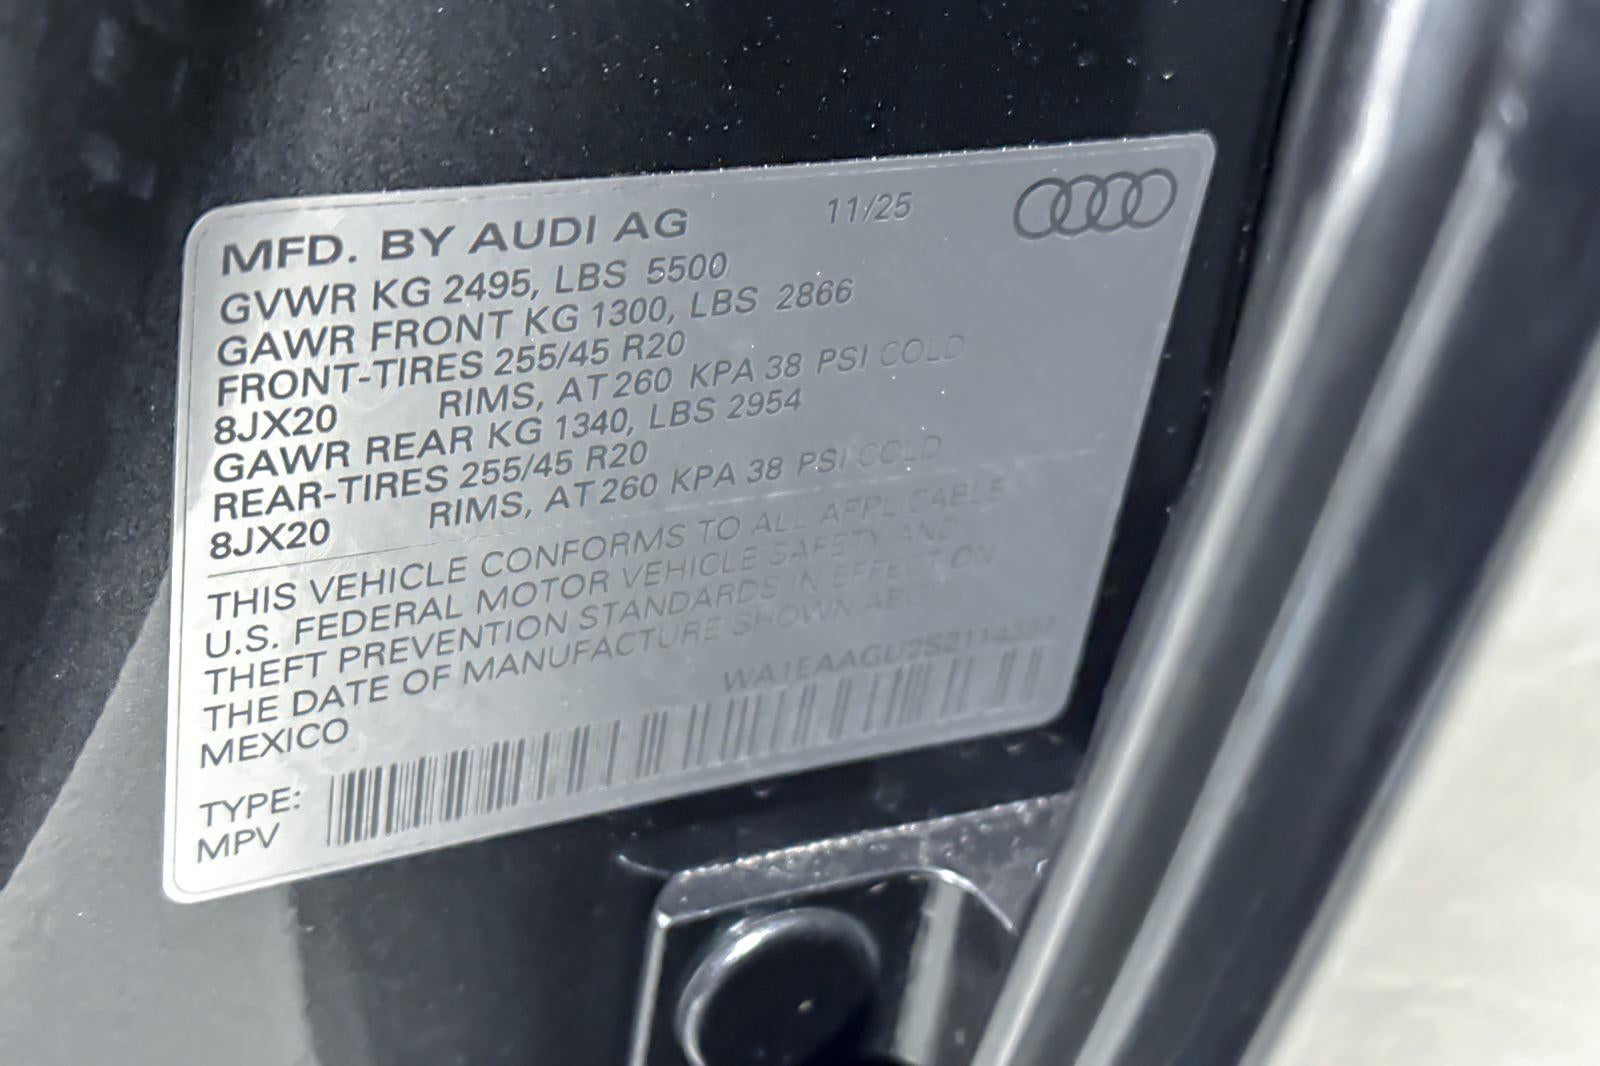 MFD. BY AUDI AG 11/25
GVWR KG 2495, LBS 5500
GAWR FRONT KG 1300, LBS 2866
FRONT-TIRES 255/45 R20
8JX20 RIMS, AT 260 KPA 38 PSI COLD
GAWR REAR KG 1340, LBS 2954
REAR-TIRES 255/45 R20
8JX20 RIMS, AT 260 KPA 38 PSI COLD
THIS VEHICLE CONFORMS TO ALL APPLICABLE
U.S. FEDERAL MOTOR VEHICLE SAFETY AND
THEFT PREVENTION STANDARDS IN EFFECT ON
THE DATE OF MANUFACTURE SHOWN ABOVE
MEXICO
TYPE:
MPV